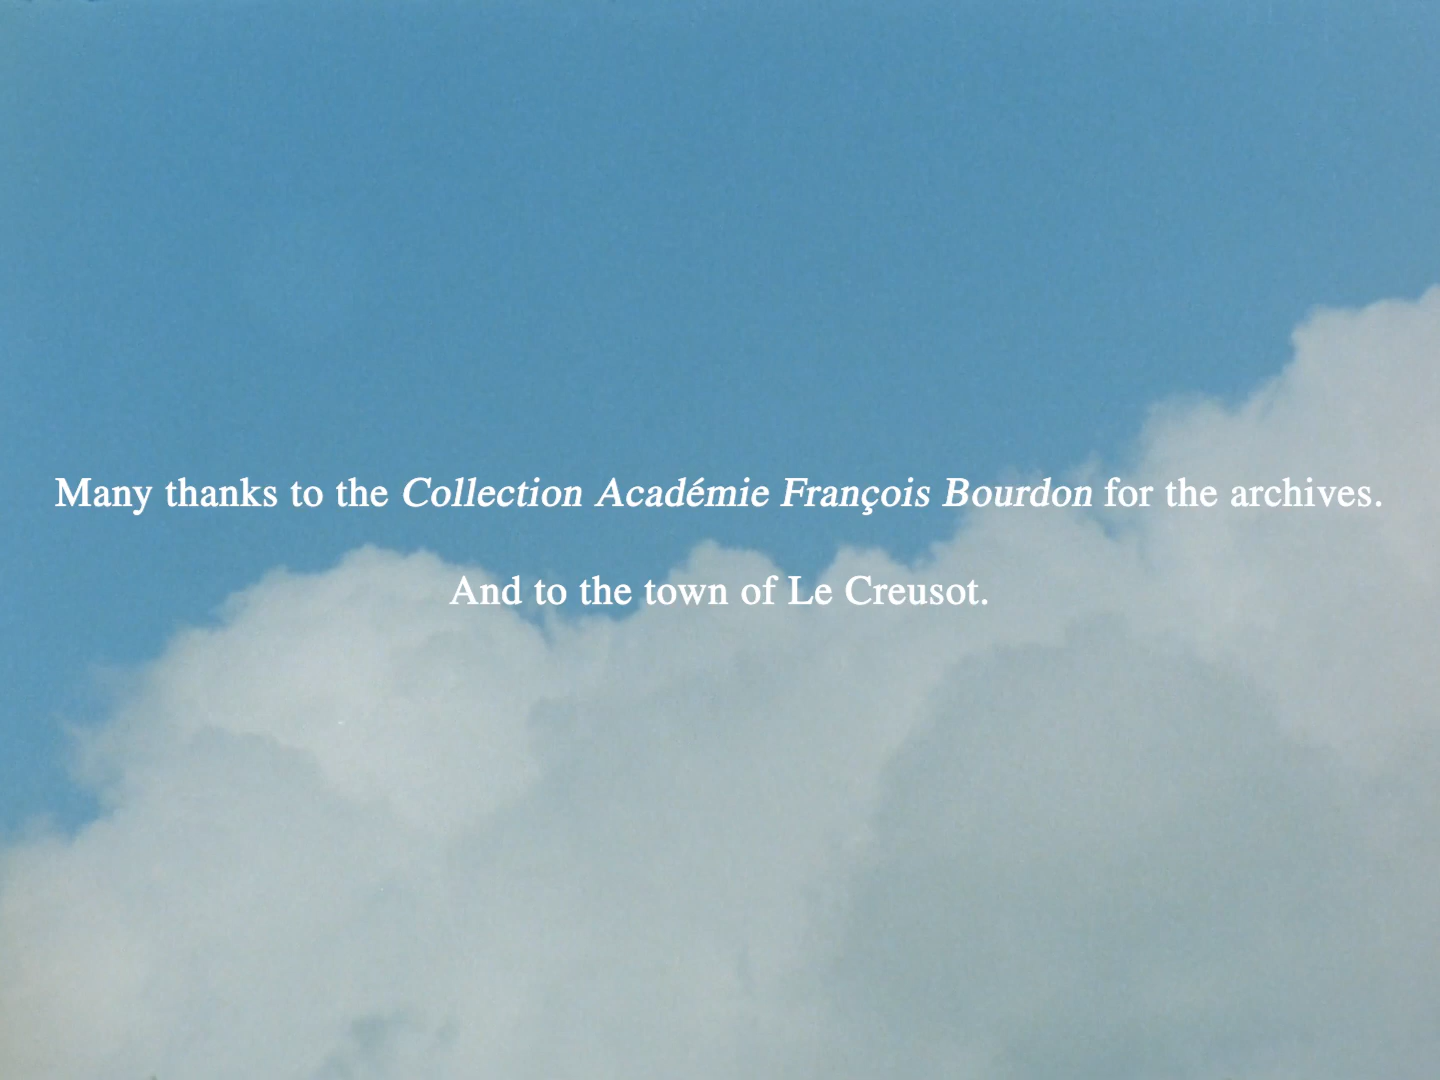 Many thanks to the Collection Académie François Bourdon for the archives.
And to the town of Le Creusot.